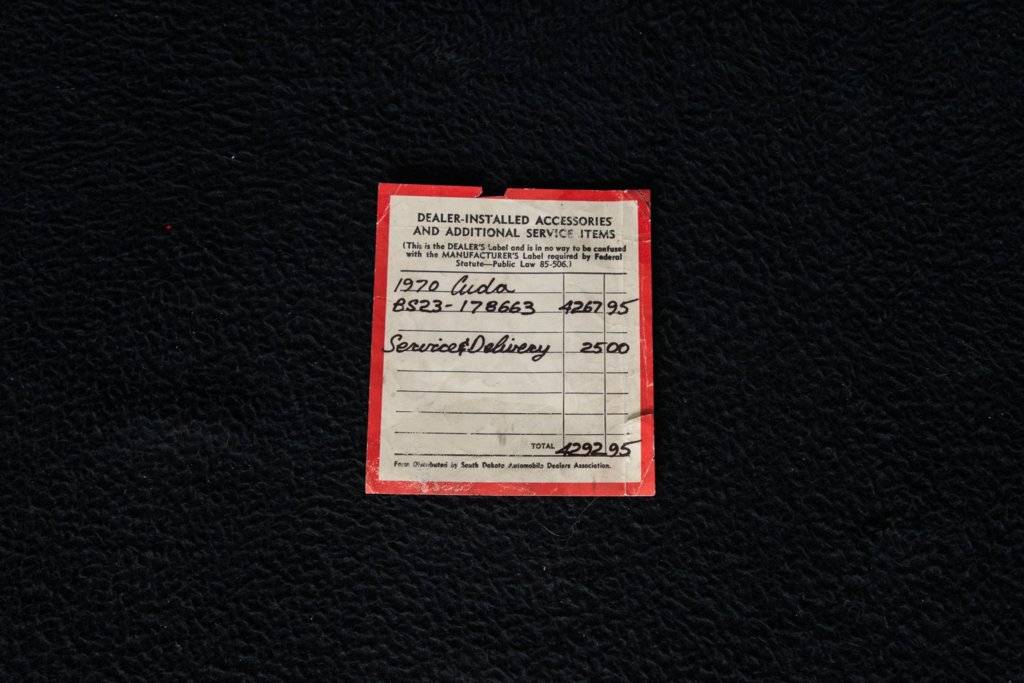 DEALER-INSTALLED ACCESSORIES
AND ADDITIONAL SERVICE ITEMS
(This is the DEALER'S Label and is in no way to be confused
with the MANUFACTURER'S Label required by Federal
Statute—Public Law 85-506.)
1970 Cuda
BS23-178663 4267 95
Service & Delivery 25 00
TOTAL 4292 95
Form Distributed by South Dakota Automobile Dealers Association.